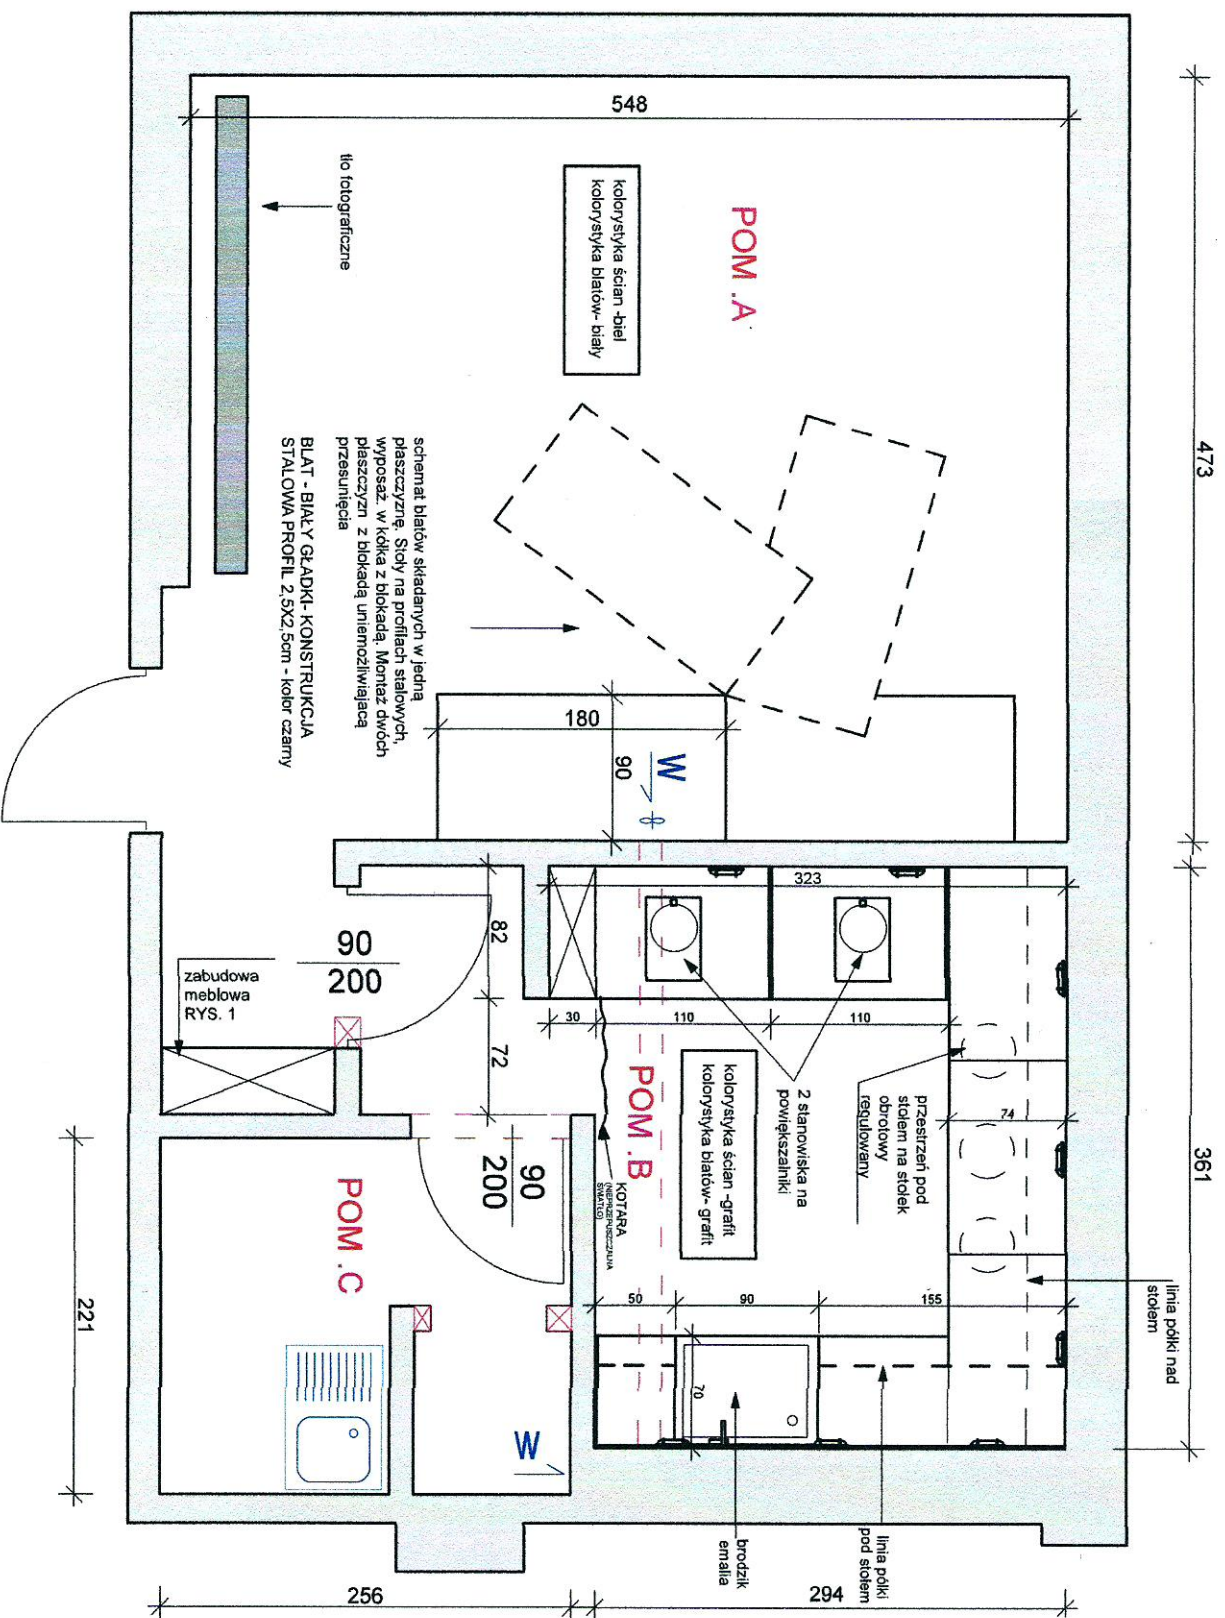 473
361
548
POM .A
kolorystyka ścian -biel
kolorystyka blatów- biały
tło fotograficzne
schemat blatów składanych w jedną
płaszczyznę. Stoły na profilach stalowych,
wyposaż. w kółka z blokadą. Montaż dwóch
płaszczyzn z blokadą uniemożliwiającą
przesunięcia
BLAT - BIAŁY GŁADKI- KONSTRUKCJA
STALOWA PROFIL 2,5X2,5cm - kolor czarny
180
90
W
323
82
72
30
110
110
90
200
zabudowa
meblowa
RYS. 1
2 stanowiska na
powiększalniki
przestrzeń pod
stołem na stołek
obrotowy
regulowany
74
linia półki nad
stołem
POM .B
kolorystyka ścian -grafit
kolorystyka blatów- grafit
KOTARA
(NIEPRZEPUSZCZALNA
ŚWIATŁO)
90
200
50
90
155
70
POM .C
W
221
brodzik
emalia
linia półki
pod stołem
256
294